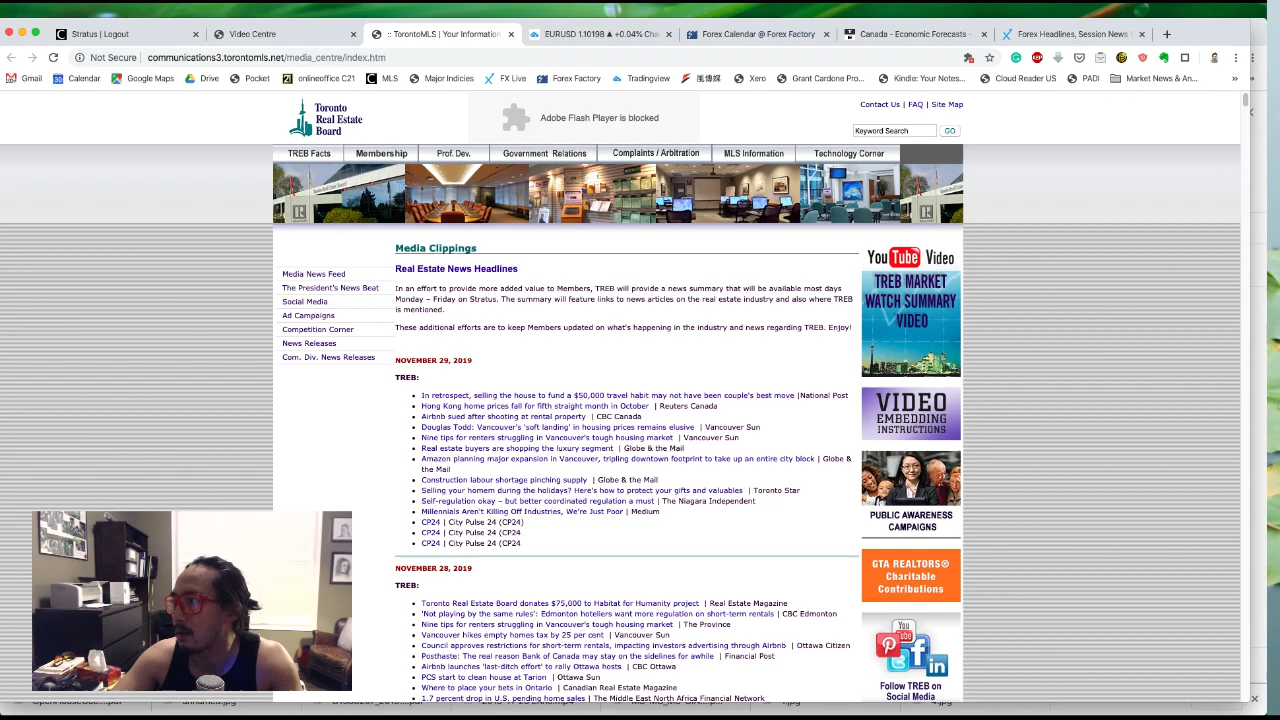 Stratus | Logout
Video Centre
:: TorontoMLS | Your Information
EURUSD 1.10198 ▲ +0.04% Cha
Forex Calendar @ Forex Factory
Canada - Economic Forecasts -
Forex Headlines, Session News
Not Secure | communications3.torontomls.net/media_centre/index.htm
Gmail
Calendar
Google Maps
Drive
Pocket
onlineoffice C21
MLS
Major Indicies
FX Live
Forex Factory
Tradingview
風傳媒
Xero
Grant Cardone Pro...
Kindle: Your Notes...
Cloud Reader US
PADI
Market News & An...
Toronto
Real Estate
Board
Adobe Flash Player is blocked
Contact Us | FAQ | Site Map
Keyword Search GO
TREB Facts
Membership
Prof. Dev.
Government Relations
Complaints / Arbitration
MLS Information
Technology Corner
Media News Feed
The President's News Beat
Social Media
Ad Campaigns
Competition Corner
News Releases
Com. Div. News Releases
Media Clippings
Real Estate News Headlines
In an effort to provide more added value to Members, TREB will provide a news summary that will be available most days
Monday – Friday on Stratus. The summary will feature links to news articles on the real estate industry and also where TREB
is mentioned.
These additional efforts are to keep Members updated on what's happening in the industry and news regarding TREB. Enjoy!
NOVEMBER 29, 2019
TREB:
In retrospect, selling the house to fund a $50,000 travel habit may not have been couple's best move |National Post
Hong Kong home prices fall for fifth straight month in October | Reuters Canada
Airbnb sued after shooting at rental property | CBC Canada
Douglas Todd: Vancouver's 'soft landing' in housing prices remains elusive | Vancouver Sun
Nine tips for renters struggling in Vancouver's tough housing market | Vancouver Sun
Real estate buyers are shopping the luxury segment | Globe & the Mail
Amazon planning major expansion in Vancouver, tripling downtown footprint to take up an entire city block | Globe &
the Mail
Construction labour shortage pinching supply | Globe & the Mail
Selling your homem during the holidays? Here's how to protect your gifts and valuables | Toronto Star
Self-regulation okay – but better coordinated regulation a must | The Niagara Independent
Millennials Aren't Killing Off Industries, We're Just Poor | Medium
CP24 | City Pulse 24 (CP24)
CP24 | City Pulse 24 (CP24
CP24 | City Pulse 24 (CP24
NOVEMBER 28, 2019
TREB:
Toronto Real Estate Board donates $75,000 to Habitat for Humanity project | Real Estate Magazine
'Not playing by the same rules': Edmonton hoteliers want more regulation on short-term rentals | CBC Edmonton
Nine tips for renters struggling in Vancouver's tough housing market | The Province
Vancouver hikes empty homes tax by 25 per cent | Vancouver Sun
Council approves restrictions for short-term rentals, impacting investors advertising through Airbnb | Ottawa Citizen
Posthaste: The real reason Bank of Canada may stay on the sidelines for awhile | Financial Post
Airbnb launches 'last-ditch effort' to rally Ottawa hosts | CBC Ottawa
PCS start to clean house at Tarion | Ottawa Sun
Where to place your bets in Ontario | Canadian Real Estate Magazine
1.7 percent drop in U.S. pending home sales | The Middle East North Africa Financial Network
You Tube Video
TREB MARKET
WATCH SUMMARY
VIDEO
VIDEO
EMBEDDING
INSTRUCTIONS
PUBLIC AWARENESS
CAMPAIGNS
GTA REALTORS®
Charitable
Contributions
You
Tube
Follow TREB on
Social Media